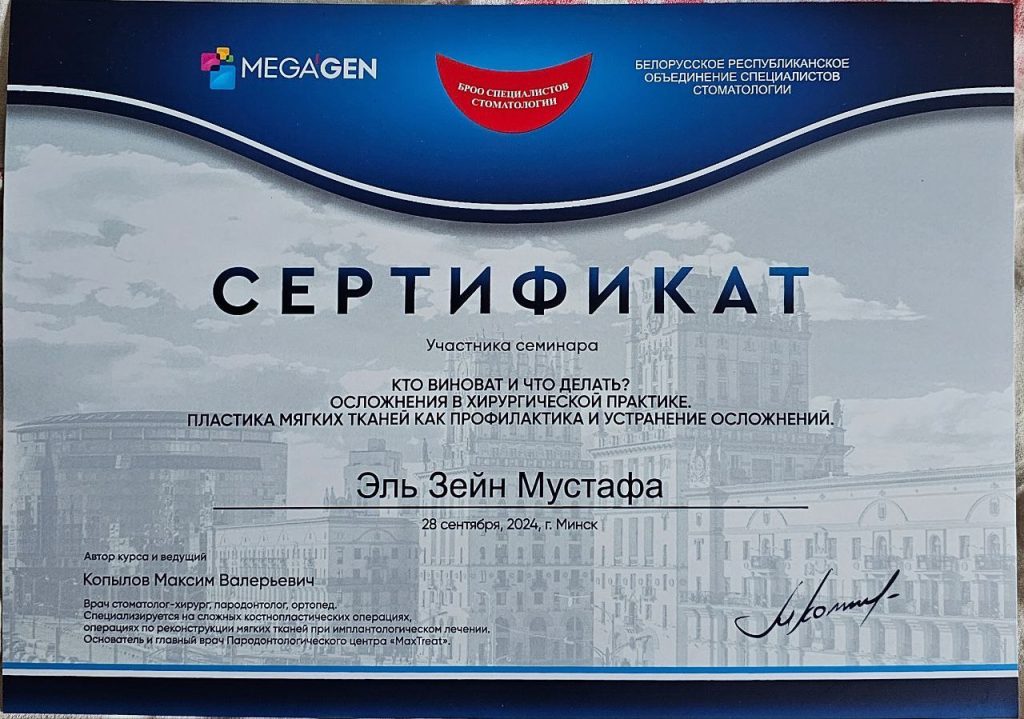 MEGAGEN
БРОО СПЕЦИАЛИСТОВ
СТОМАТОЛОГИИ
БЕЛОРУССКОЕ РЕСПУБЛИКАНСКОЕ
ОБЪЕДИНЕНИЕ СПЕЦИАЛИСТОВ
СТОМАТОЛОГИИ
СЕРТИФИКАТ
Участника семинара
КТО ВИНОВАТ И ЧТО ДЕЛАТЬ?
ОСЛОЖНЕНИЯ В ХИРУРГИЧЕСКОЙ ПРАКТИКЕ.
ПЛАСТИКА МЯГКИХ ТКАНЕЙ КАК ПРОФИЛАКТИКА И УСТРАНЕНИЕ ОСЛОЖНЕНИЙ.
Эль Зейн Мустафа
28 сентября, 2024, г. Минск
Автор курса и ведущий
Копылов Максим Валерьевич
Врач стоматолог-хирург, пародонтолог, ортопед.
Специализируется на сложных костнопластических операциях,
операциях по реконструкции мягких тканей при имплантологическом лечении.
Основатель и главный врач Пародонтологического центра «MaxTreat».